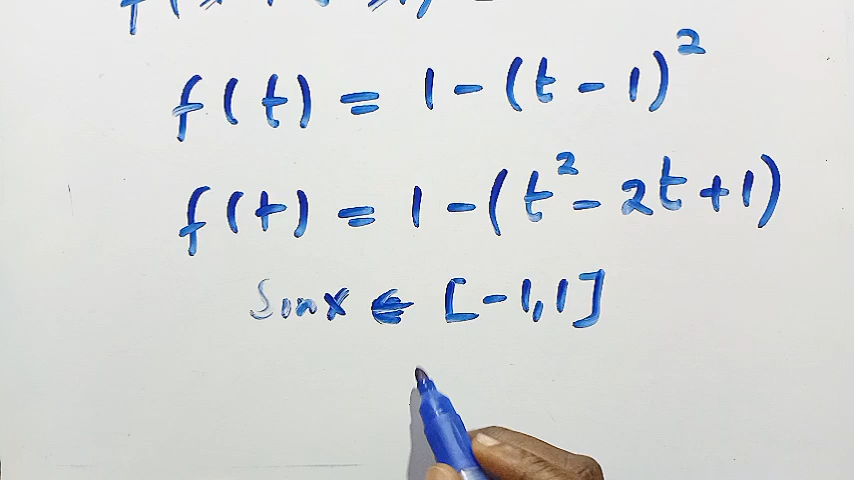 f(t) = 1 - (t - 1)²
f(t) = 1 - (t² - 2t + 1)
Sinx ∈ [-1,1]